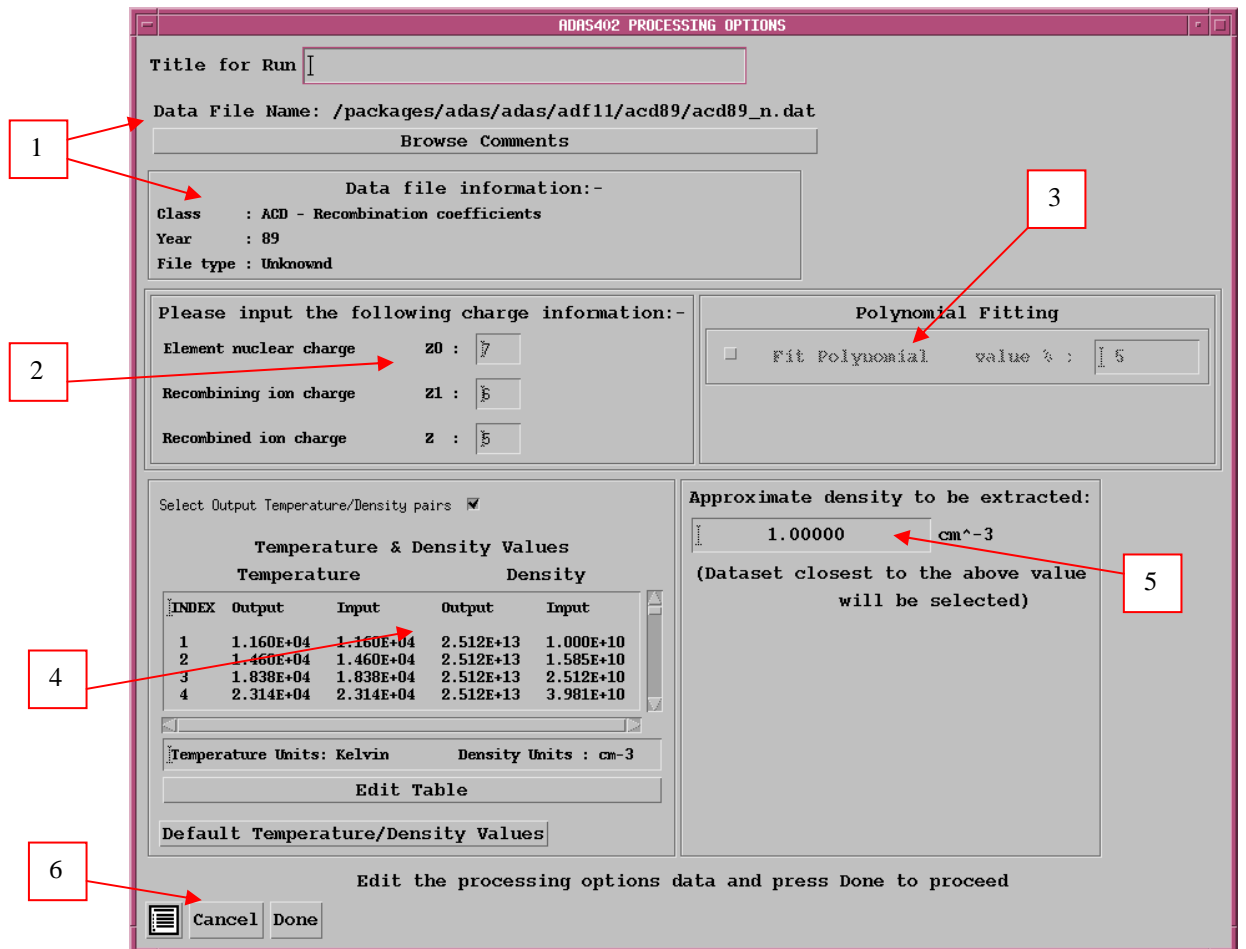 ADAS402 PROCESSING OPTIONS
Title for Run
Data File Name: /packages/adas/adas/adf11/acd89/acd89_n.dat
1
Browse Comments
Data file information:-
Class : ACD - Recombination coefficients
Year : 89
File type : Unknownd
3
Please input the following charge information:-
Element nuclear charge Z0 : 7
Recombining ion charge Z1 : 6
Recombined ion charge Z : 5
2
Polynomial Fitting
Fit Polynomial value % : 5
Select Output Temperature/Density pairs
Temperature & Density Values
Temperature Density
INDEX Output Input Output Input
1 1.160E+04 1.160E+04 2.512E+13 1.000E+10
2 1.460E+04 1.460E+04 2.512E+13 1.585E+10
3 1.838E+04 1.838E+04 2.512E+13 2.512E+10
4 2.314E+04 2.314E+04 2.512E+13 3.981E+10
4
Temperature Units: Kelvin Density Units : cm-3
Edit Table
Default Temperature/Density Values
Approximate density to be extracted:
1.00000 cm^-3
(Dataset closest to the above value
will be selected)
5
6
Edit the processing options data and press Done to proceed
Cancel Done